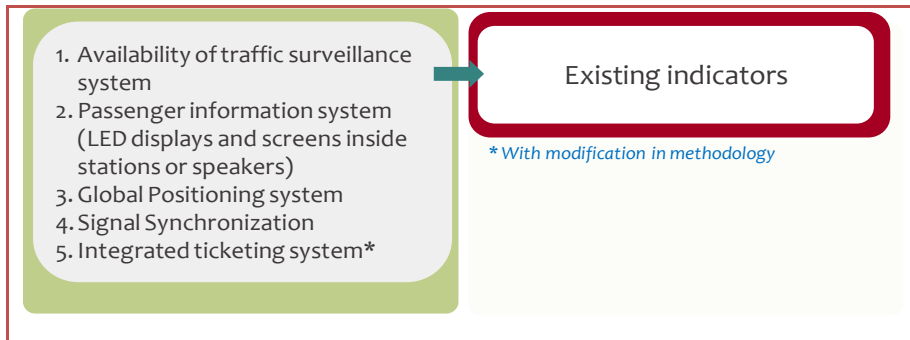 1. Availability of traffic surveillance
system
2. Passenger information system
(LED displays and screens inside
stations or speakers)
3. Global Positioning system
4. Signal Synchronization
5. Integrated ticketing system*
Existing indicators
* With modification in methodology